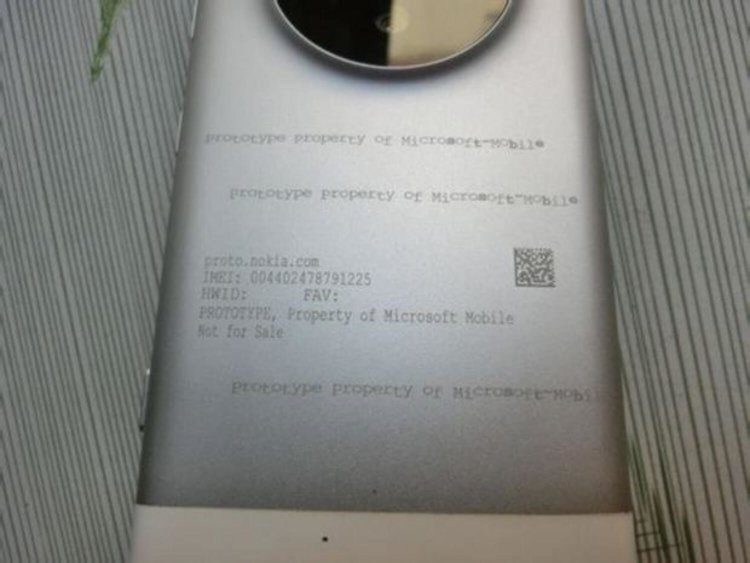 prototype property of Microsoft-Mobile
prototype property of Microsoft-Mobile
proto.nokia.com
IMEI: 004402478791225
HWID: FAV:
PROTOTYPE, Property of Microsoft Mobile
Not for Sale
prototype property of Microsoft-Mobi